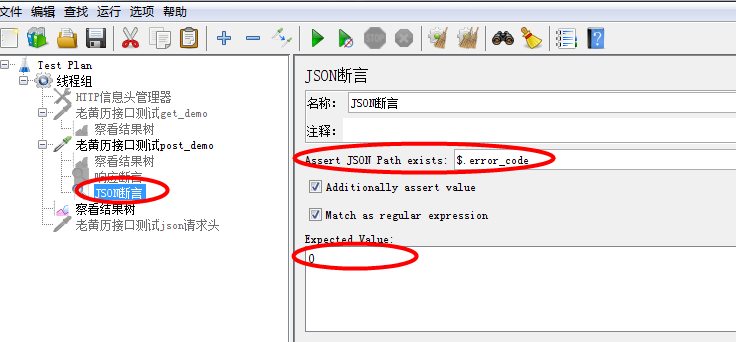 文件 编辑 查找 运行 选项 帮助
Test Plan
线程组
HTTP信息头管理器
老黄历接口测试get_demo
察看结果树
老黄历接口测试post_demo
察看结果树
响应断言
JSON断言
察看结果树
老黄历接口测试json请求头
JSON断言
名称： JSON断言
注释：
Assert JSON Path exists: $.error_code
Additionally assert value
Match as regular expression
Expected Value:
0